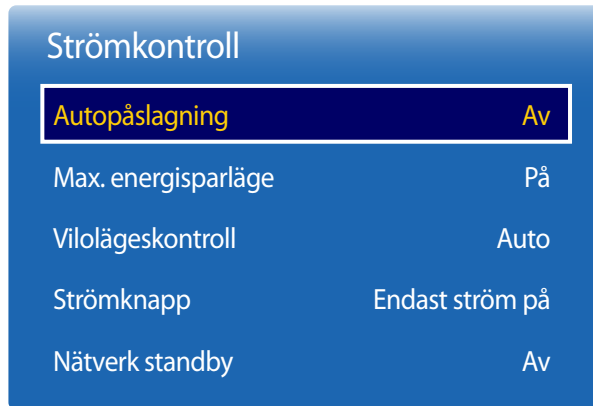 Strömkontroll
Autopåslagning Av
Max. energisparläge På
Vilolägeskontroll Auto
Strömknapp Endast ström på
Nätverk standby Av